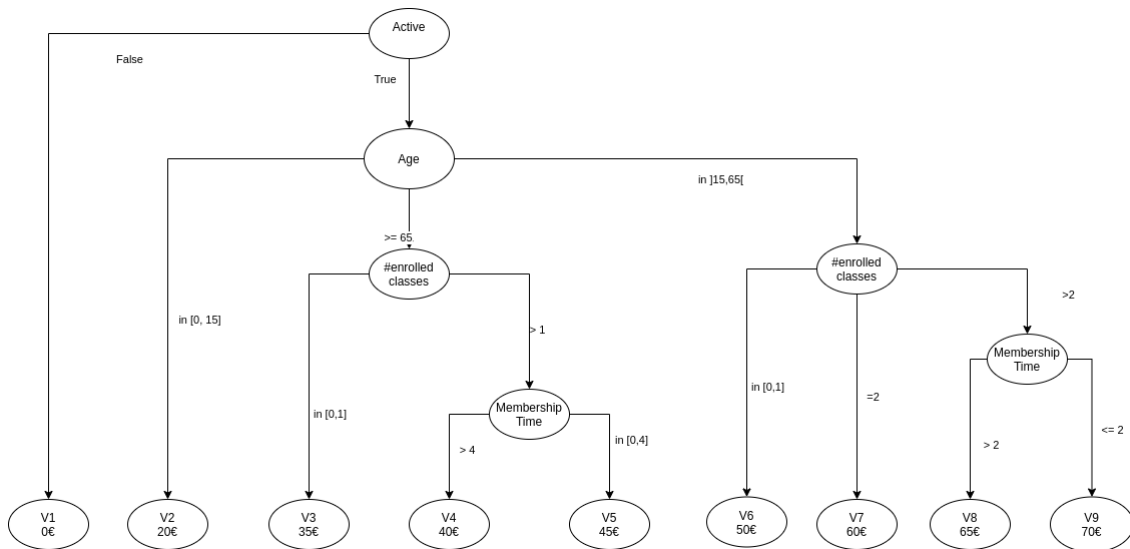 Active
False
True
Age
in ]15,65[
>= 65
#enrolled
classes
#enrolled
classes
>2
in [0, 15]
> 1
Membership
Time
in [0,1]
=2
Membership
Time
in [0,1]
> 4
in [0,4]
> 2
<= 2
V1
0€
V2
20€
V3
35€
V4
40€
V5
45€
V6
50€
V7
60€
V8
65€
V9
70€